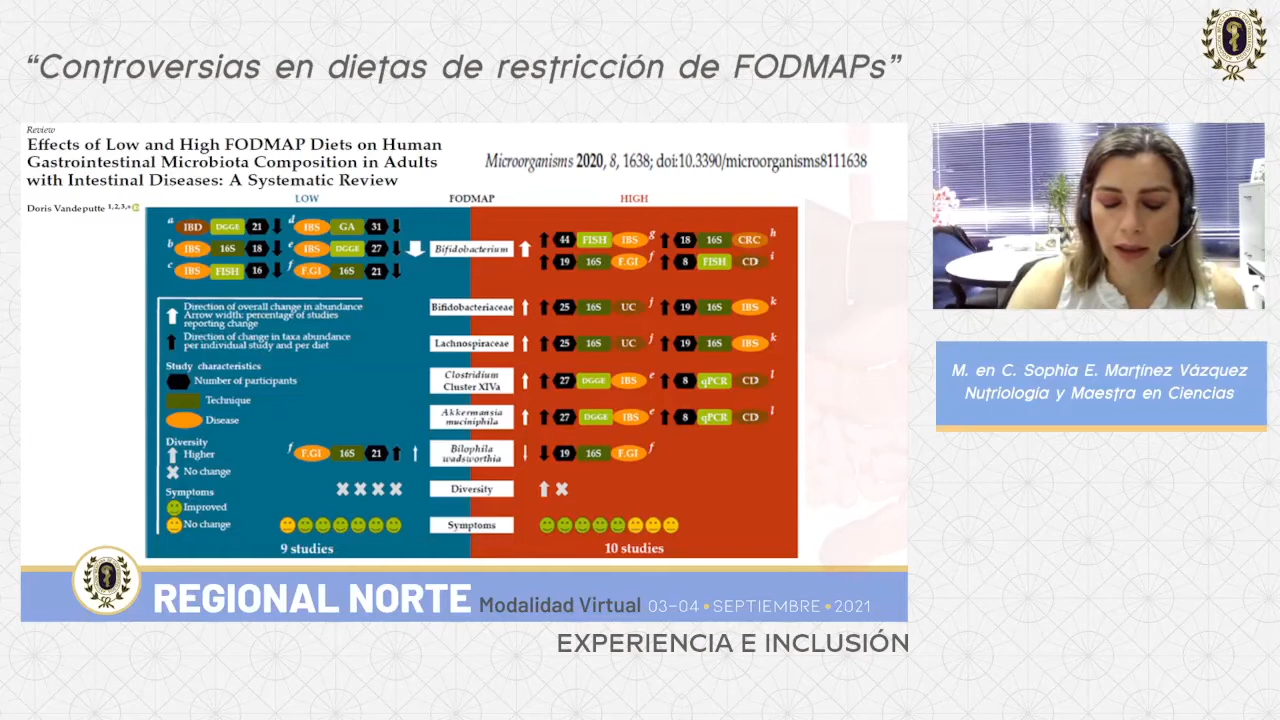 “Controversias en dietas de restricción de FODMAPs”
Review
Effects of Low and High FODMAP Diets on Human
Gastrointestinal Microbiota Composition in Adults
with Intestinal Diseases: A Systematic Review
Microorganisms 2020, 8, 1638; doi:10.3390/microorganisms8111638
Doris Vandeputte 1,2,3,*
LOW FODMAP HIGH
a IBD DGGE 21 d IBS GA 31
b IBS 16S 18 e IBS DGGE 27
c IBS FISH 16 f F.GI 16S 21
Bifidobacterium
44 FISH IBS g 18 16S CRC h
19 16S F.GI f 8 FISH CD i
Direction of overall change in abundance
Arrow width: percentage of studies
reporting change
Direction of change in taxa abundance
per individual study and per diet
Study characteristics
Number of participants
Technique
Disease
Diversity
Higher
No change
Symptoms
Improved
No change
Bifidobacteriaceae 25 16S UC j 19 16S IBS k
Lachnospiraceae 25 16S UC j 19 16S IBS k
Clostridium
Cluster XIVa
27 DGGE IBS e 8 qPCR CD l
Akkermansia
muciniphila
27 DGGE IBS e 8 qPCR CD l
f F.GI 16S 21
Bilophila
wadsworthia
19 16S F.GI f
Diversity
Symptoms
9 studies 10 studies
REGIONAL NORTE Modalidad Virtual 03-04 • SEPTIEMBRE • 2021
EXPERIENCIA E INCLUSIÓN
M. en C. Sophia E. Martínez Vázquez
Nutriología y Maestra en Ciencias